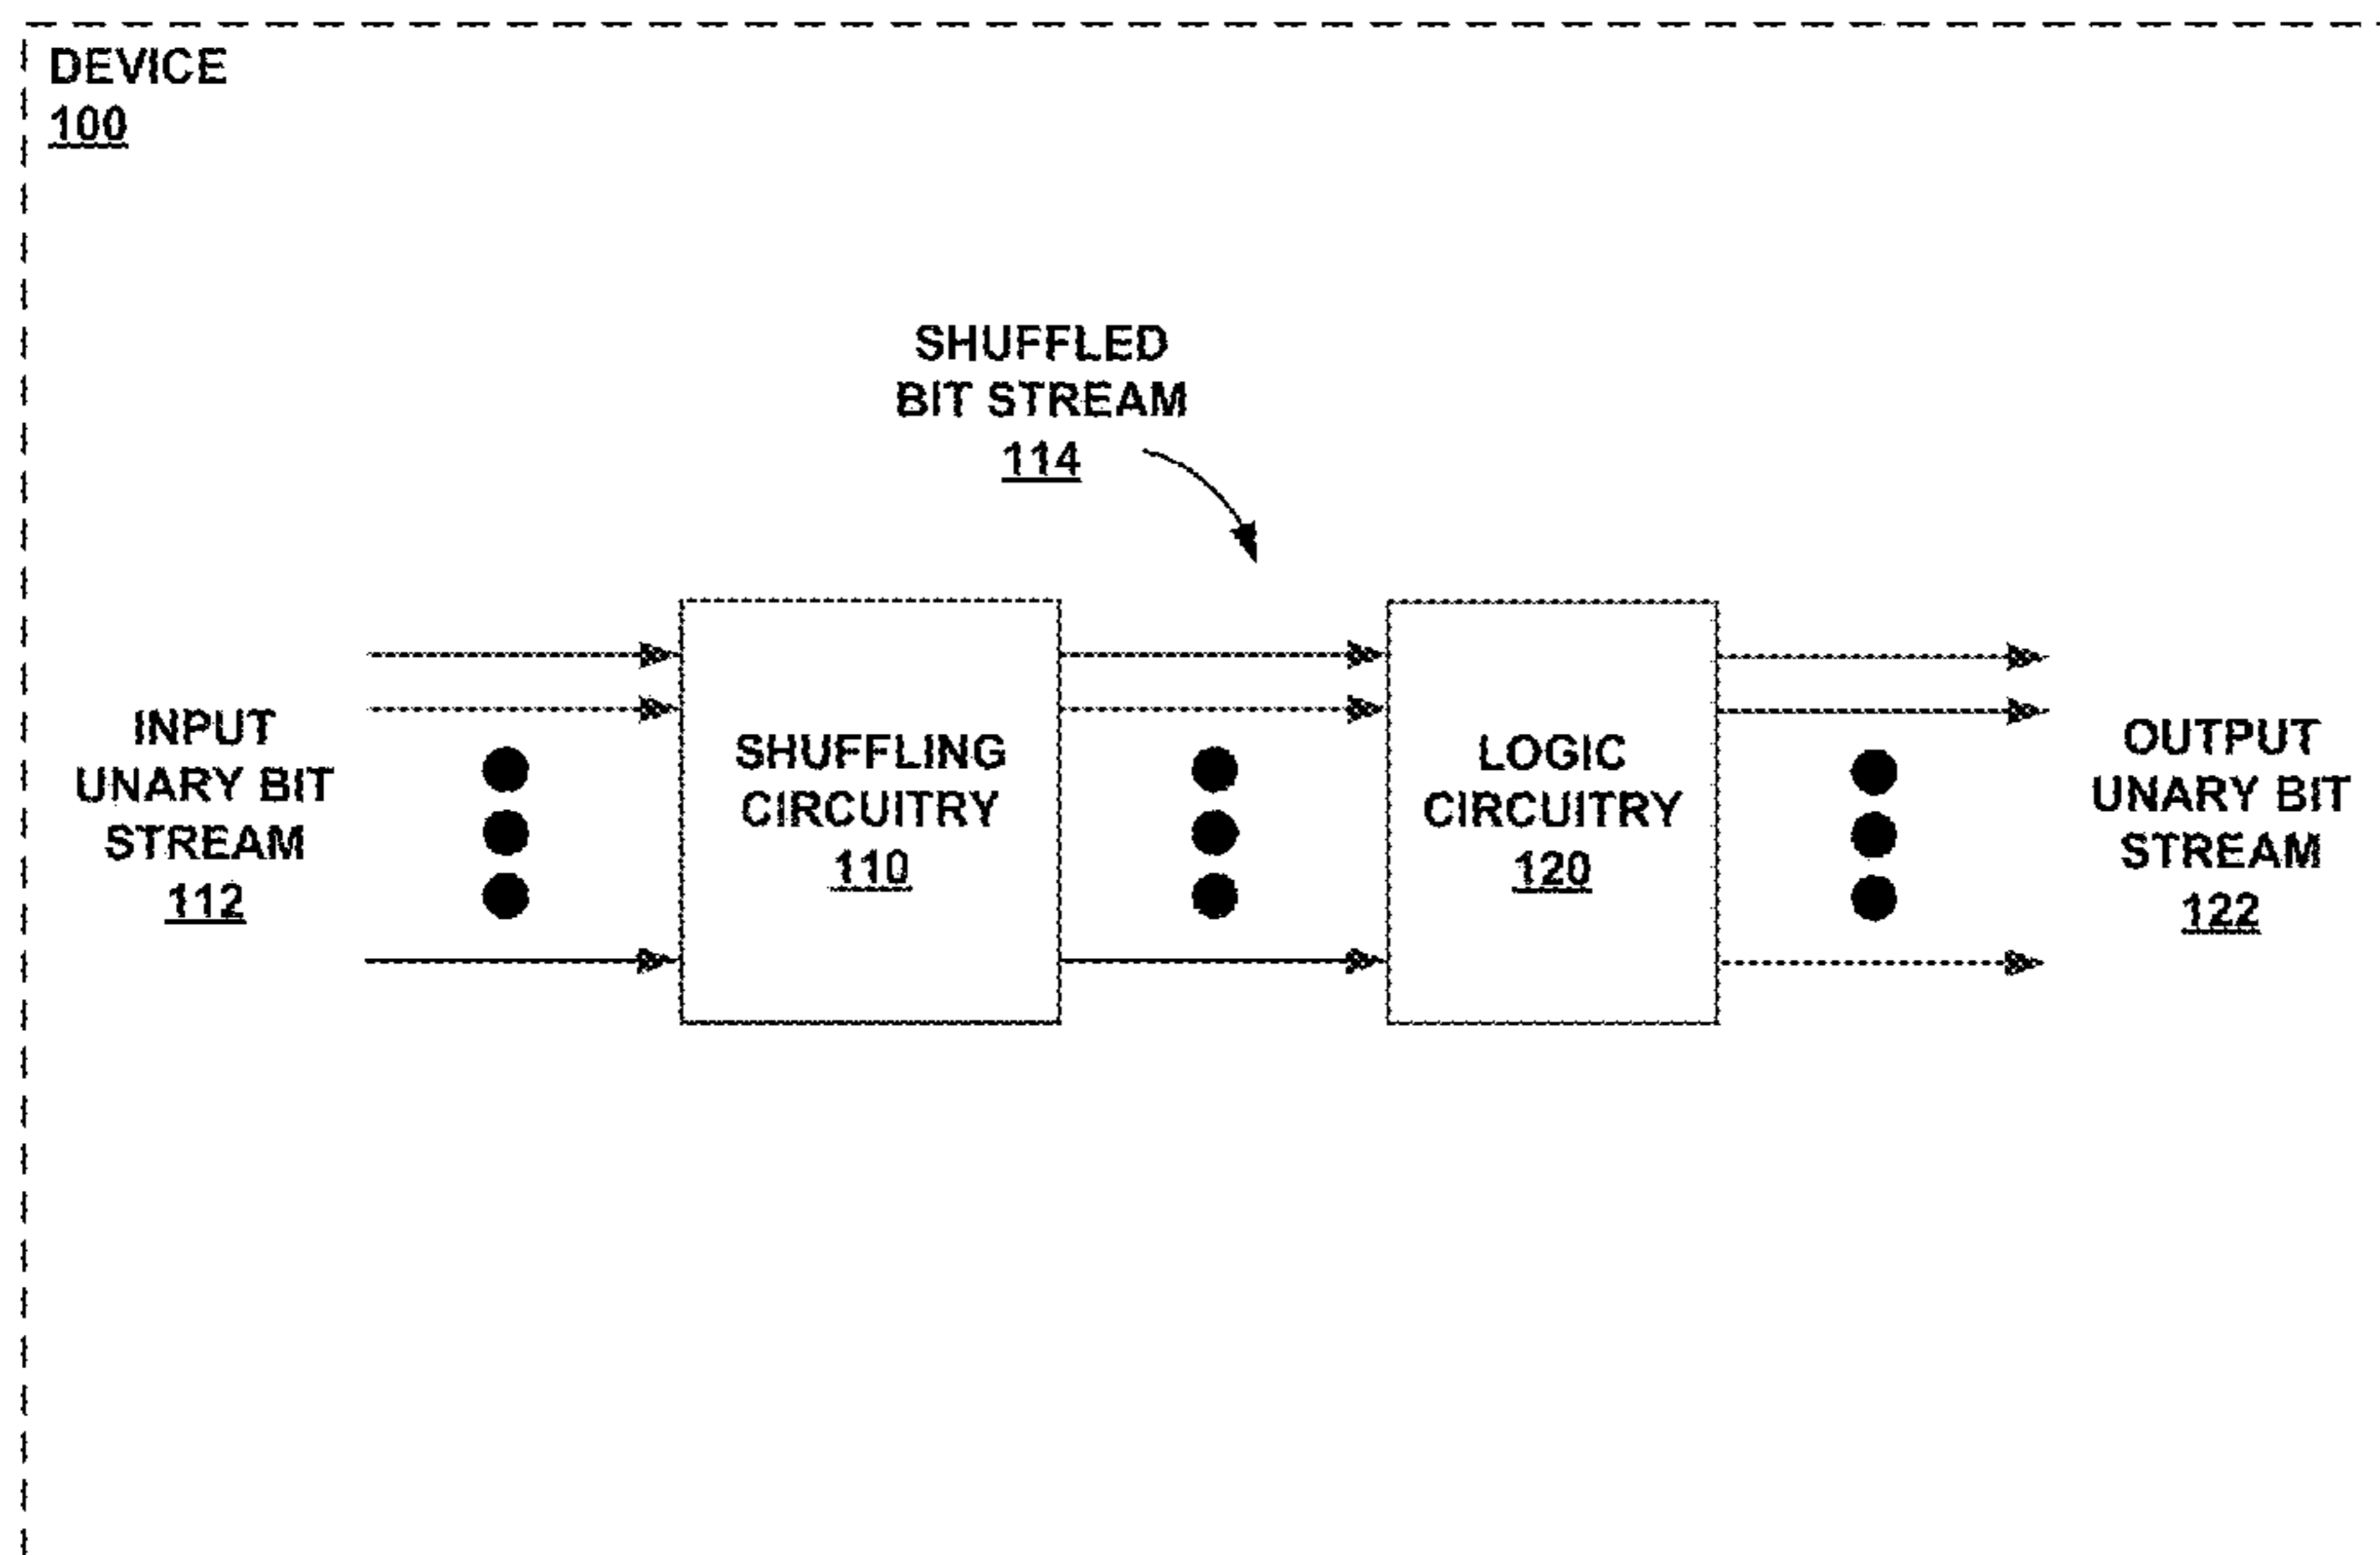 DEVICE
100
SHUFFLED
BIT STREAM
114
INPUT
UNARY BIT
STREAM
112
SHUFFLING
CIRCUITRY
110
LOGIC
CIRCUITRY
120
OUTPUT
UNARY BIT
STREAM
122